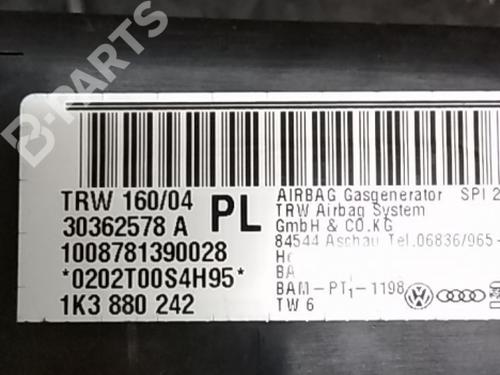 B-PARTS
TRW 160/04
30362578 A
PL
1008781390028
*0202T00S4H95*
1K3 880 242
AIRBAG Gasgenerator SPI 2
TRW Airbag System
GmbH & CO.KG
84544 Aschau Tel.06836/965-
BAM-PT1-1198
TW 6